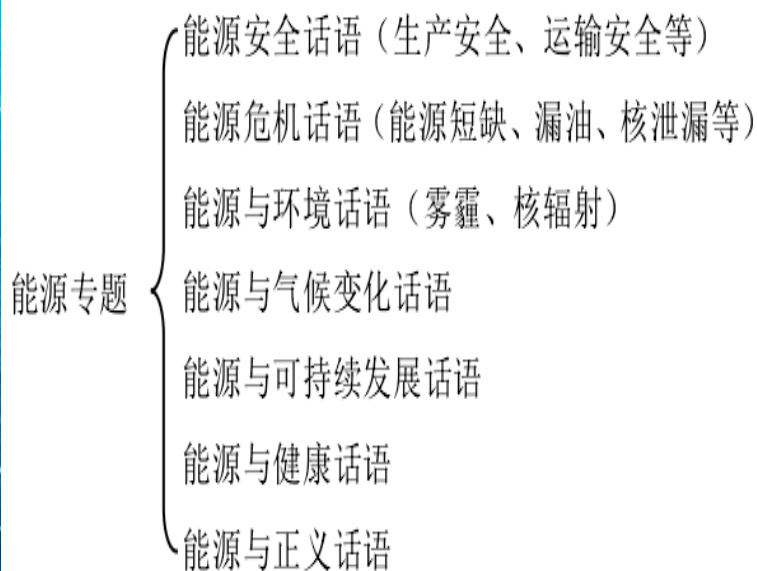 能源安全话语（生产安全、运输安全等）
能源危机话语（能源短缺、漏油、核泄漏等）
能源与环境话语（雾霾、核辐射）
能源专题
能源与气候变化话语
能源与可持续发展话语
能源与健康话语
能源与正义话语